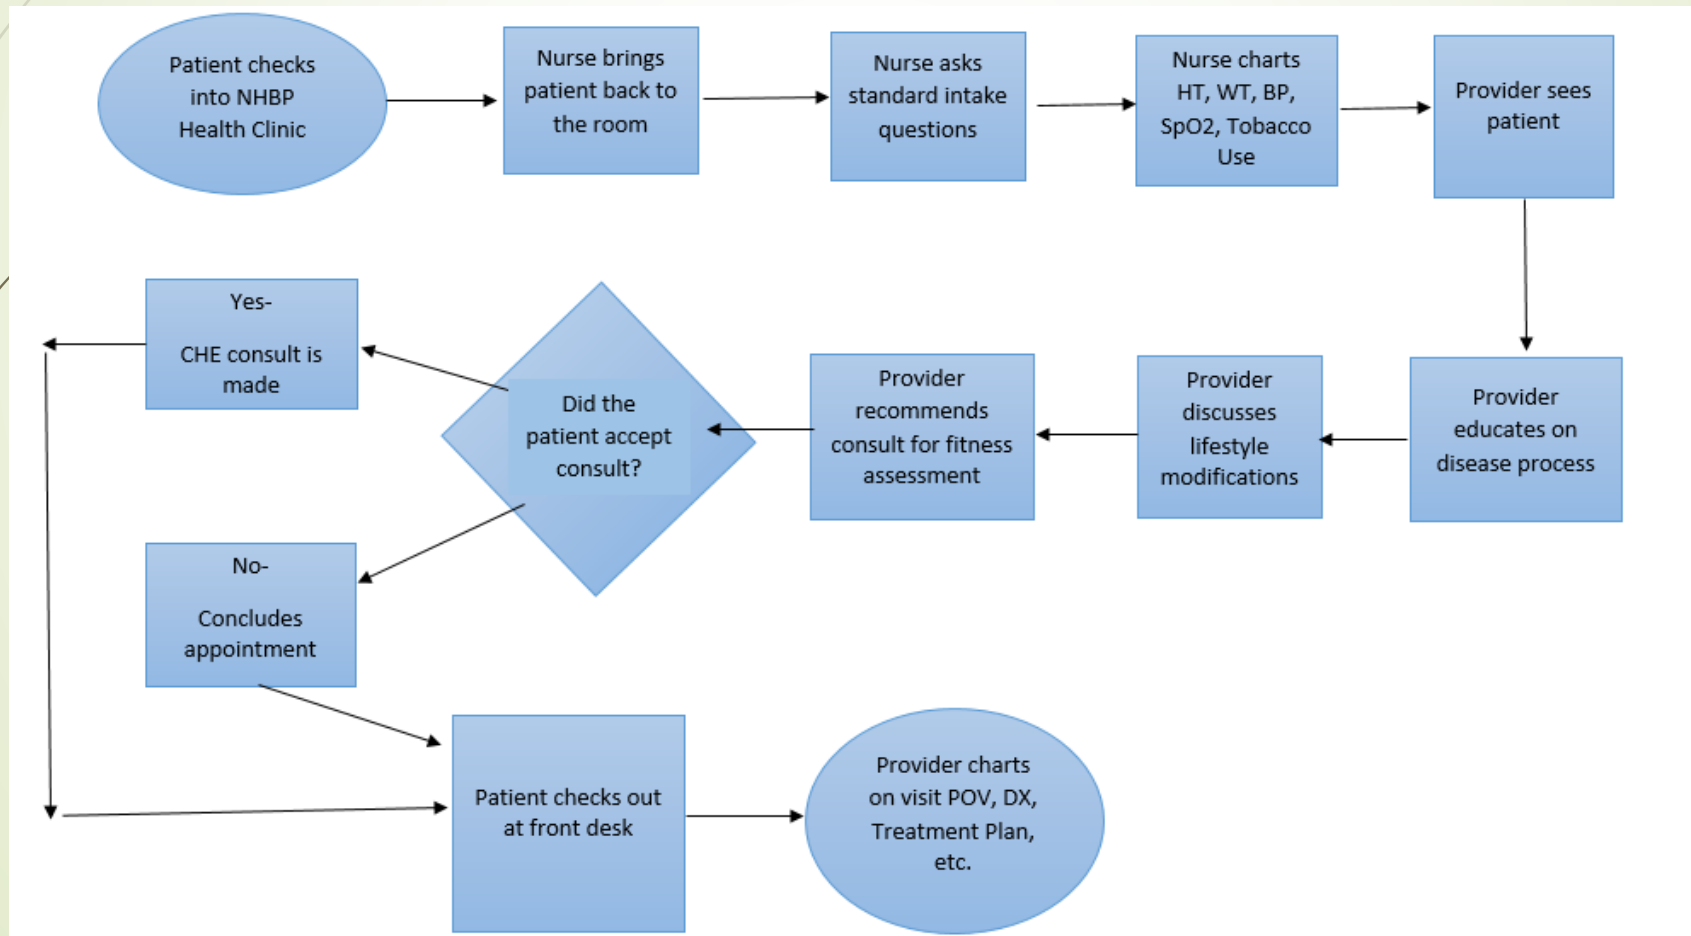 Patient checks
into NHBP
Health Clinic
Nurse brings
patient back to
the room
Nurse asks
standard intake
questions
Nurse charts
HT, WT, BP,
SpO2, Tobacco
Use
Provider sees
patient
Provider
educates on
disease process
Provider
discusses
lifestyle
modifications
Provider
recommends
consult for fitness
assessment
Did the
patient accept
consult?
Yes-
CHE consult is
made
No-
Concludes
appointment
Patient checks out
at front desk
Provider charts
on visit POV, DX,
Treatment Plan,
etc.